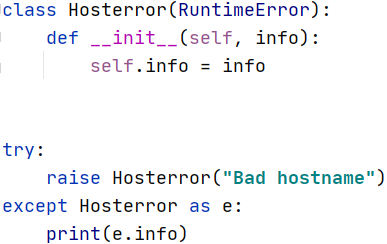 class Hosterror(RuntimeError):
    def __init__(self, info):
        self.info = info
try:
    raise Hosterror("Bad hostname")
except Hosterror as e:
    print(e.info)